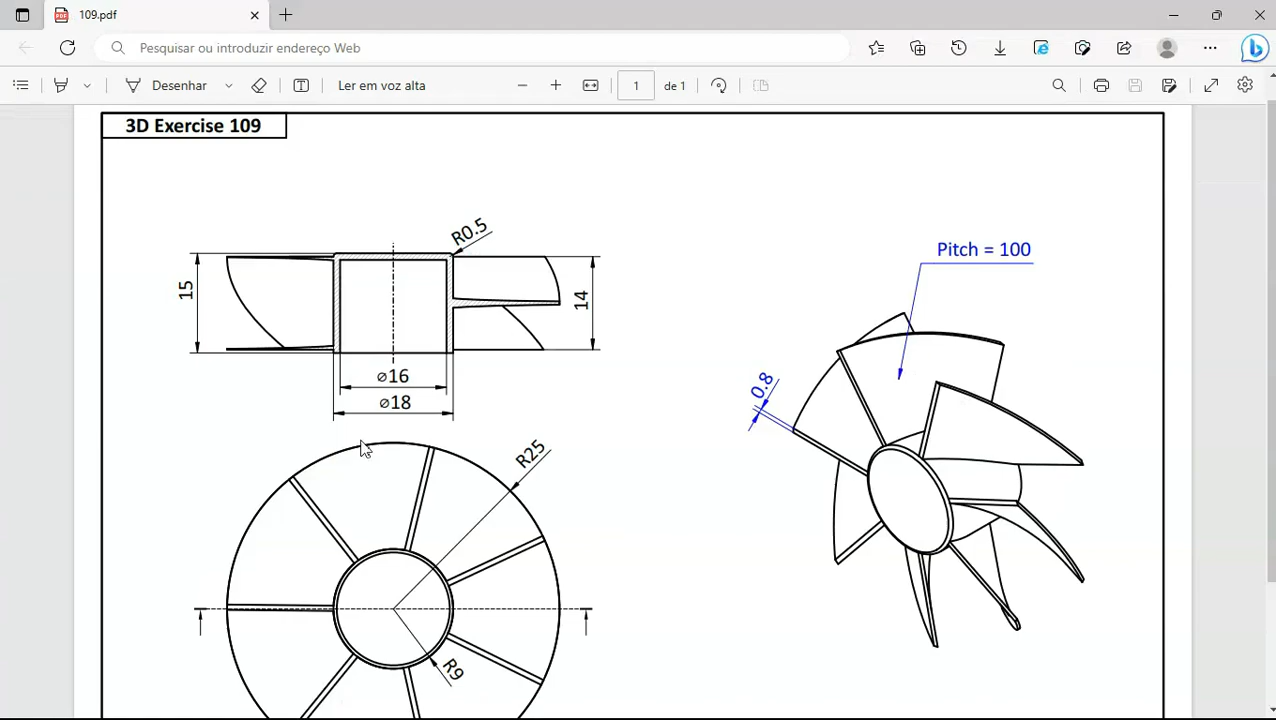 109.pdf
Pesquisar ou introduzir endereço Web
Desenhar
Ler em voz alta
1
de 1
3D Exercise 109
R0.5
Pitch = 100
15
14
⌀16
⌀18
0.8
R25
R9